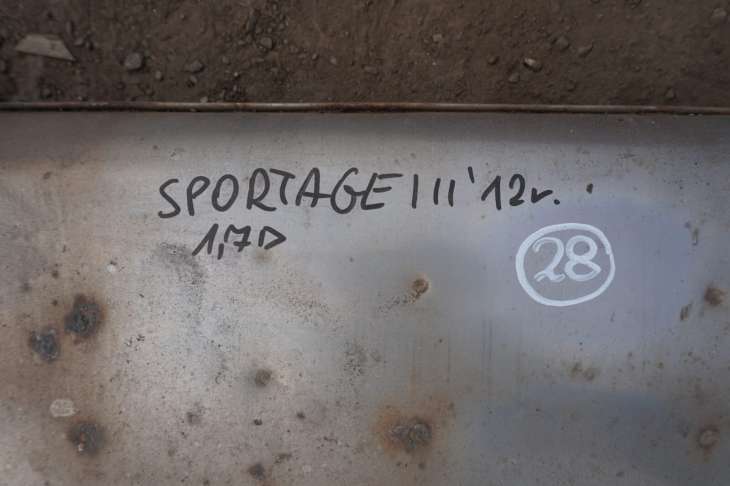 SPORTAGE III '12r.
1,7D
28